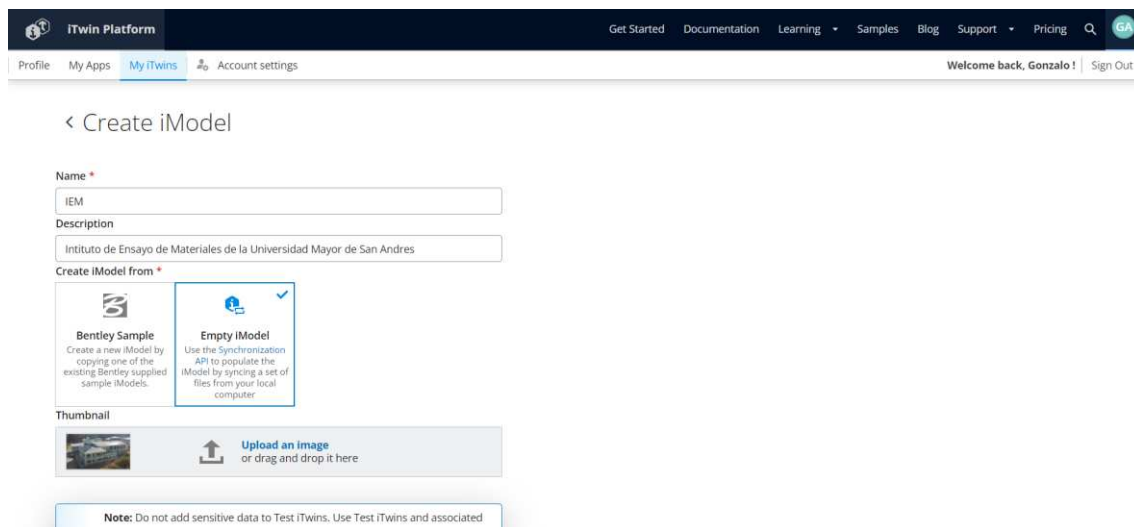 iTwin Platform
Get Started Documentation Learning Samples Blog Support Pricing GA
Profile My Apps My iTwins Account settings Welcome back, Gonzalo ! Sign Out
< Create iModel
Name *
IEM
Description
Intituto de Ensayo de Materiales de la Universidad Mayor de San Andres
Create iModel from *
Bentley Sample
Create a new iModel by
copying one of the
existing Bentley supplied
sample iModels.
Empty iModel
Use the Synchronization
API to populate the
iModel by syncing a set of
files from your local
computer
Thumbnail
Upload an image
or drag and drop it here
Note: Do not add sensitive data to Test iTwins. Use Test iTwins and associated